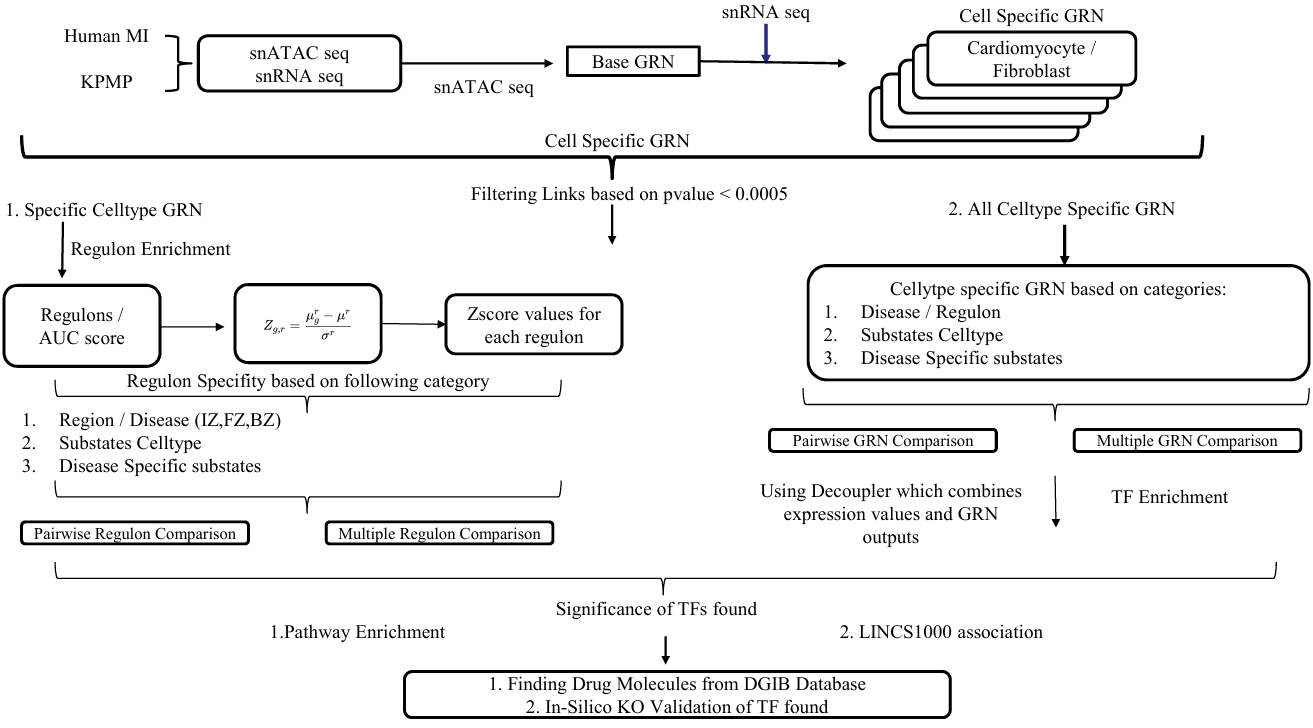 Human MI
KPMP
snATAC seq
snRNA seq
snATAC seq
Base GRN
snRNA seq
Cell Specific GRN
Cardiomyocyte /
Fibroblast
Cell Specific GRN
Filtering Links based on pvalue < 0.0005
1. Specific Celltype GRN
Regulon Enrichment
Regulons /
AUC score
Z_{g,r} = \frac{\mu_g^r - \mu^r}{\sigma^r}
Zscore values for
each regulon
Regulon Specifity based on following category
1. Region / Disease (IZ,FZ,BZ)
2. Substates Celltype
3. Disease Specific substates
Pairwise Regulon Comparison
Multiple Regulon Comparison
2. All Celltype Specific GRN
Cellytpe specific GRN based on categories:
1. Disease / Regulon
2. Substates Celltype
3. Disease Specific substates
Pairwise GRN Comparison
Multiple GRN Comparison
Using Decoupler which combines
expression values and GRN
outputs
TF Enrichment
Significance of TFs found
1.Pathway Enrichment
2. LINCS1000 association
1. Finding Drug Molecules from DGIB Database
2. In-Silico KO Validation of TF found